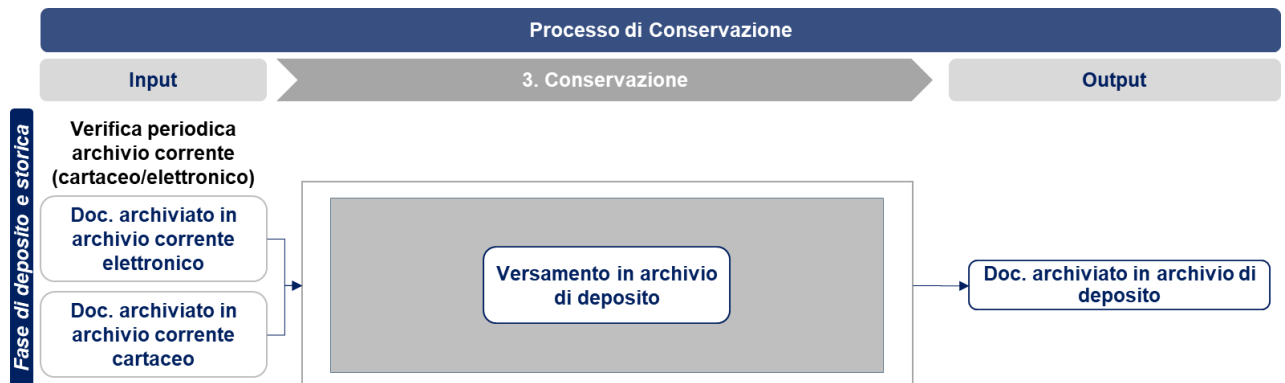 Processo di Conservazione
Input
3. Conservazione
Output
Fase di deposito e storica
Verifica periodica
archivio corrente
(cartaceo/elettronico)
Doc. archiviato in
archivio corrente
elettronico
Doc. archiviato in
archivio corrente
cartaceo
Versamento in archivio
di deposito
Doc. archiviato in archivio di
deposito